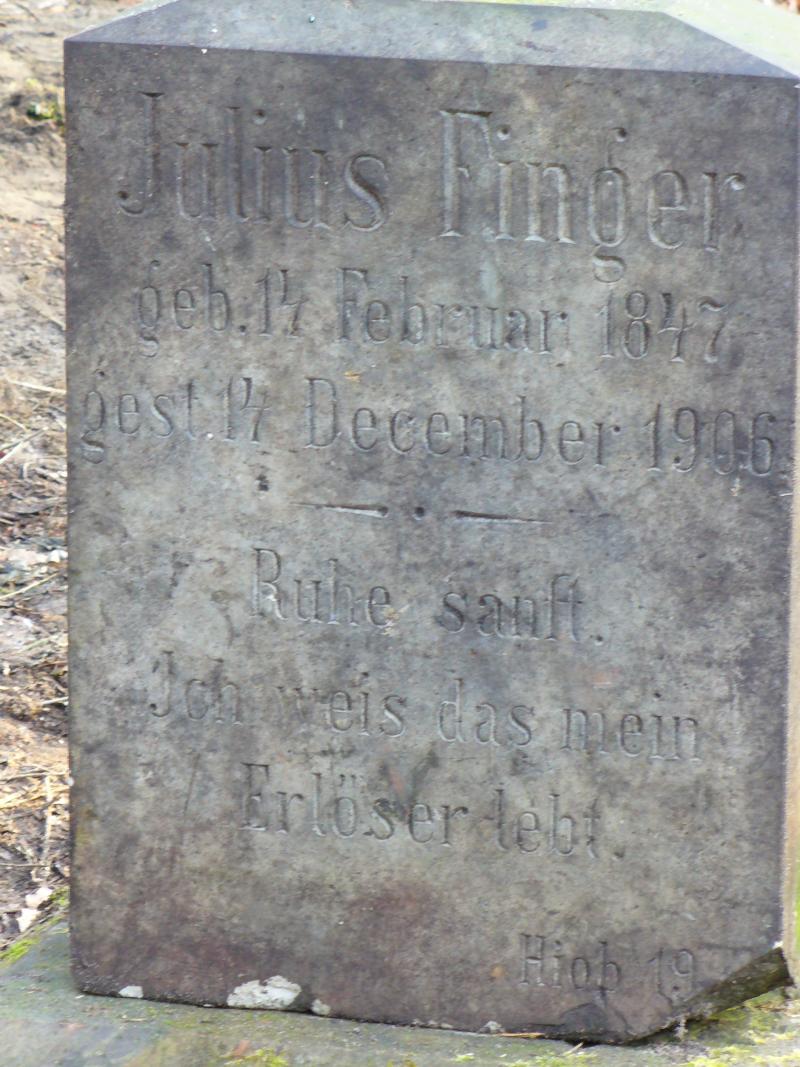 Julius Finger
geb. 14 Februar 1847
gest. 14 December 1906
Ruhe sanft.
Ich weis das mein
Erlöser lebt.
Hiob 19